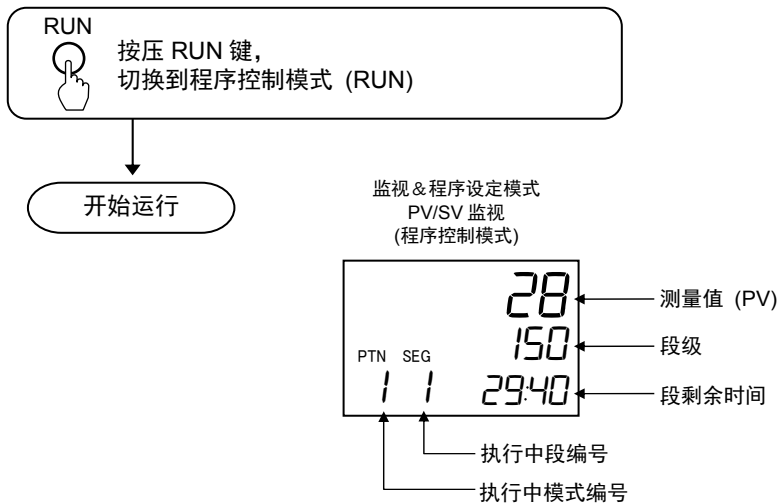 RUN
按压 RUN 键，
切换到程序控制模式 (RUN)
开始运行
监视＆程序设定模式
PV/SV 监视
(程序控制模式)
28
测量值 (PV)
150
段级
PTN SEG
1 1 29:40
段剩余时间
执行中段编号
执行中模式编号